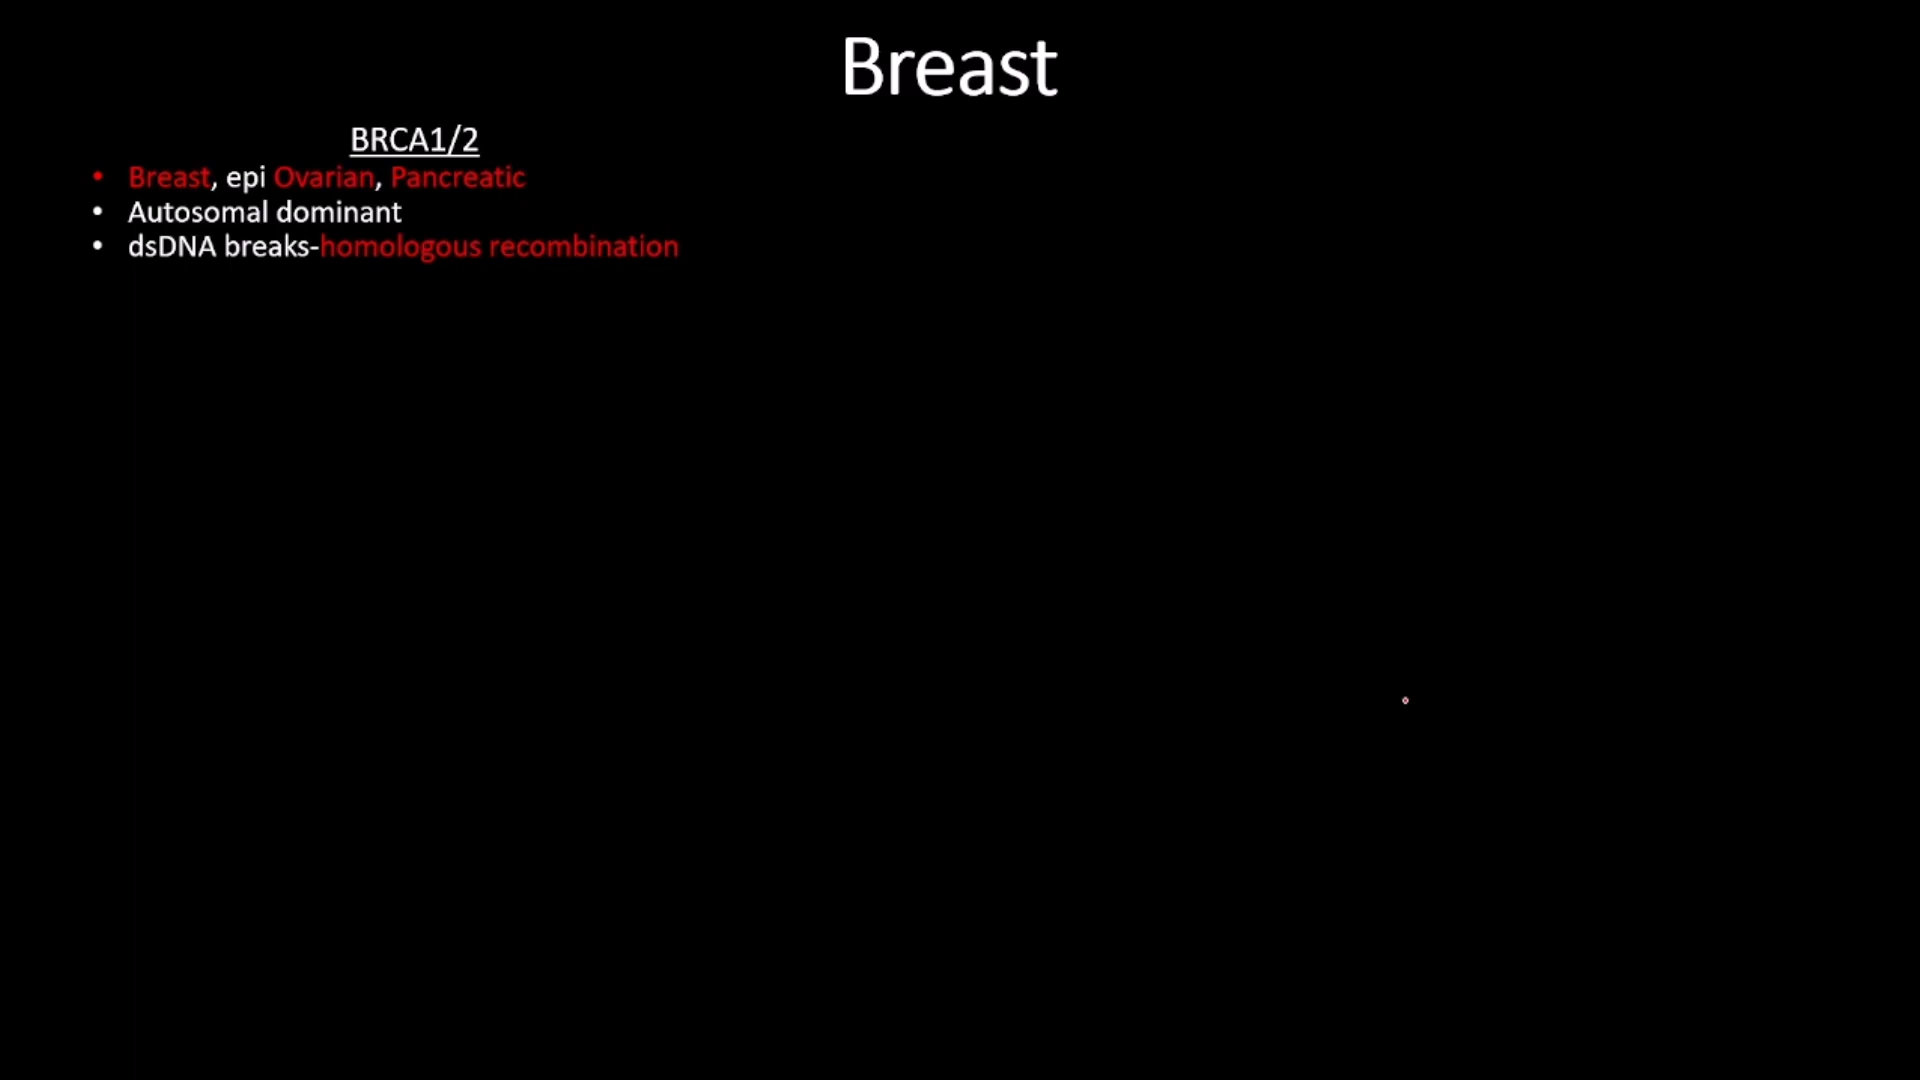 Breast
BRCA1/2
• Breast, epi Ovarian, Pancreatic
• Autosomal dominant
• dsDNA breaks-homologous recombination